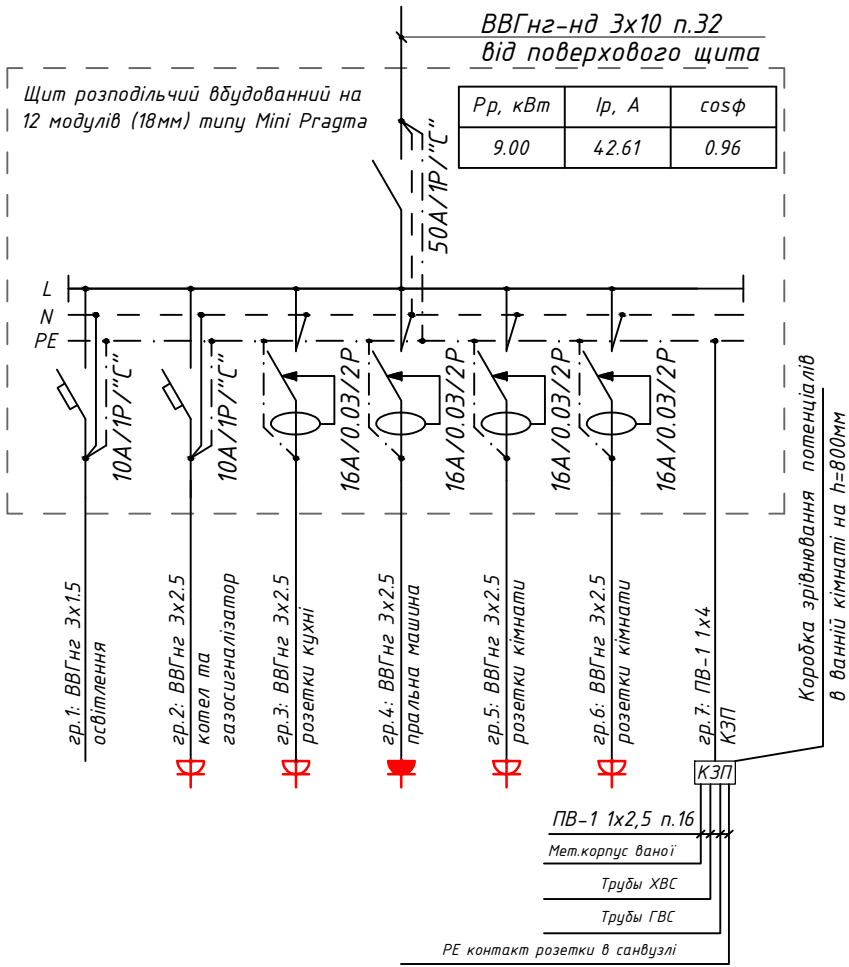 ВВГнг-нд 3х10 п.32
від поверхового щита
Щит розподільчий вбудованний на
12 модулів (18мм) типу Mini Pragma
Рр, кВт
Iр, А
cosφ
9.00
42.61
0.96
50А/1Р/"С"
L
N
PE
10А/1Р/"С"
10А/1Р/"С"
16А/0.03/2Р
16А/0.03/2Р
16А/0.03/2Р
16А/0.03/2Р
Коробка зрівнювання потенціалів
в ванній кімнаті на h=800мм
гр.1: ВВГнг 3х1.5
освітлення
гр.2: ВВГнг 3х2.5
котел та
газосигналізатор
гр.3: ВВГнг 3х2.5
розетки кухні
гр.4: ВВГнг 3х2.5
пральна машина
гр.5: ВВГнг 3х2.5
розетки кімнати
гр.6: ВВГнг 3х2.5
розетки кімнати
гр.7: ПВ-1 1х4
КЗП
КЗП
ПВ-1 1х2,5 п.16
Мет.корпус ваної
Трубы ХВС
Трубы ГВС
РЕ контакт розетки в санвузлі